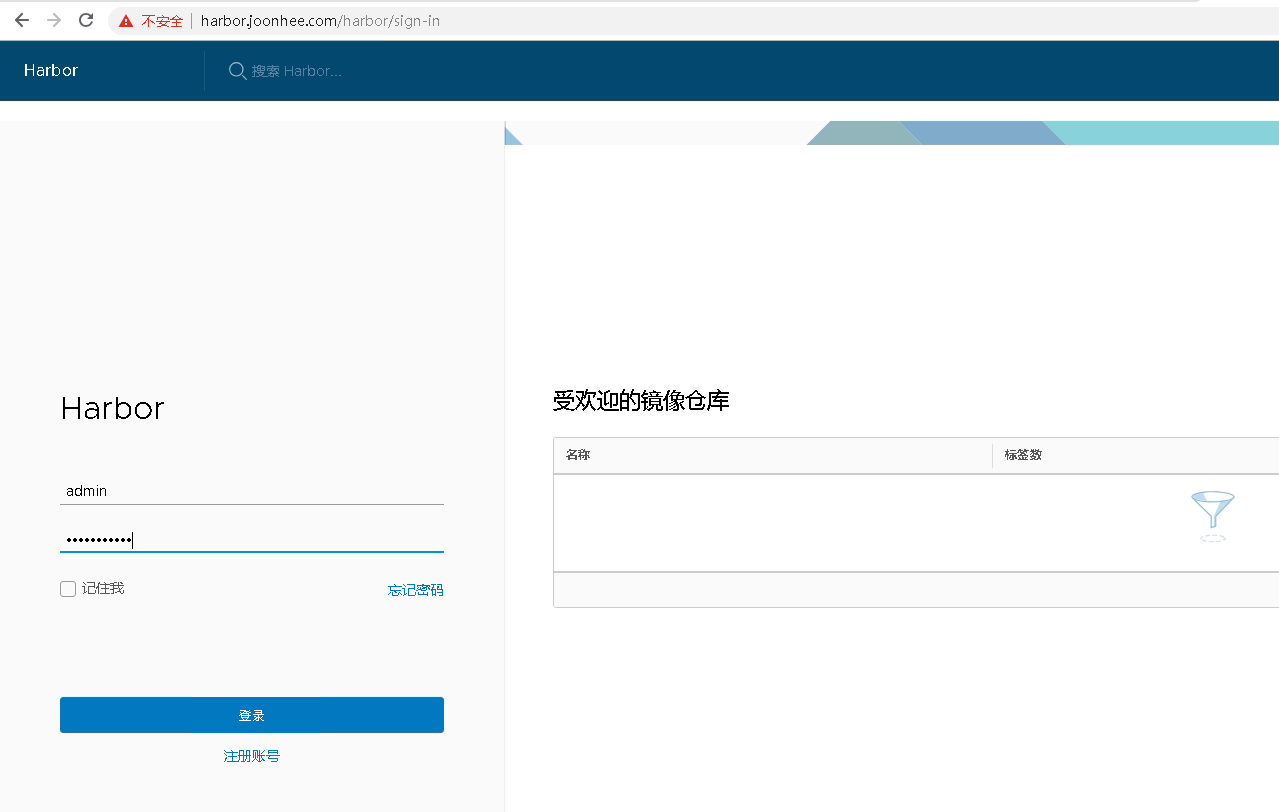 不安全 harbor.joonhee.com/harbor/sign-in
Harbor 搜索 Harbor...
Harbor
admin
•••••••••••
记住我 忘记密码
登录
注册账号
受欢迎的镜像仓库
名称 标签数